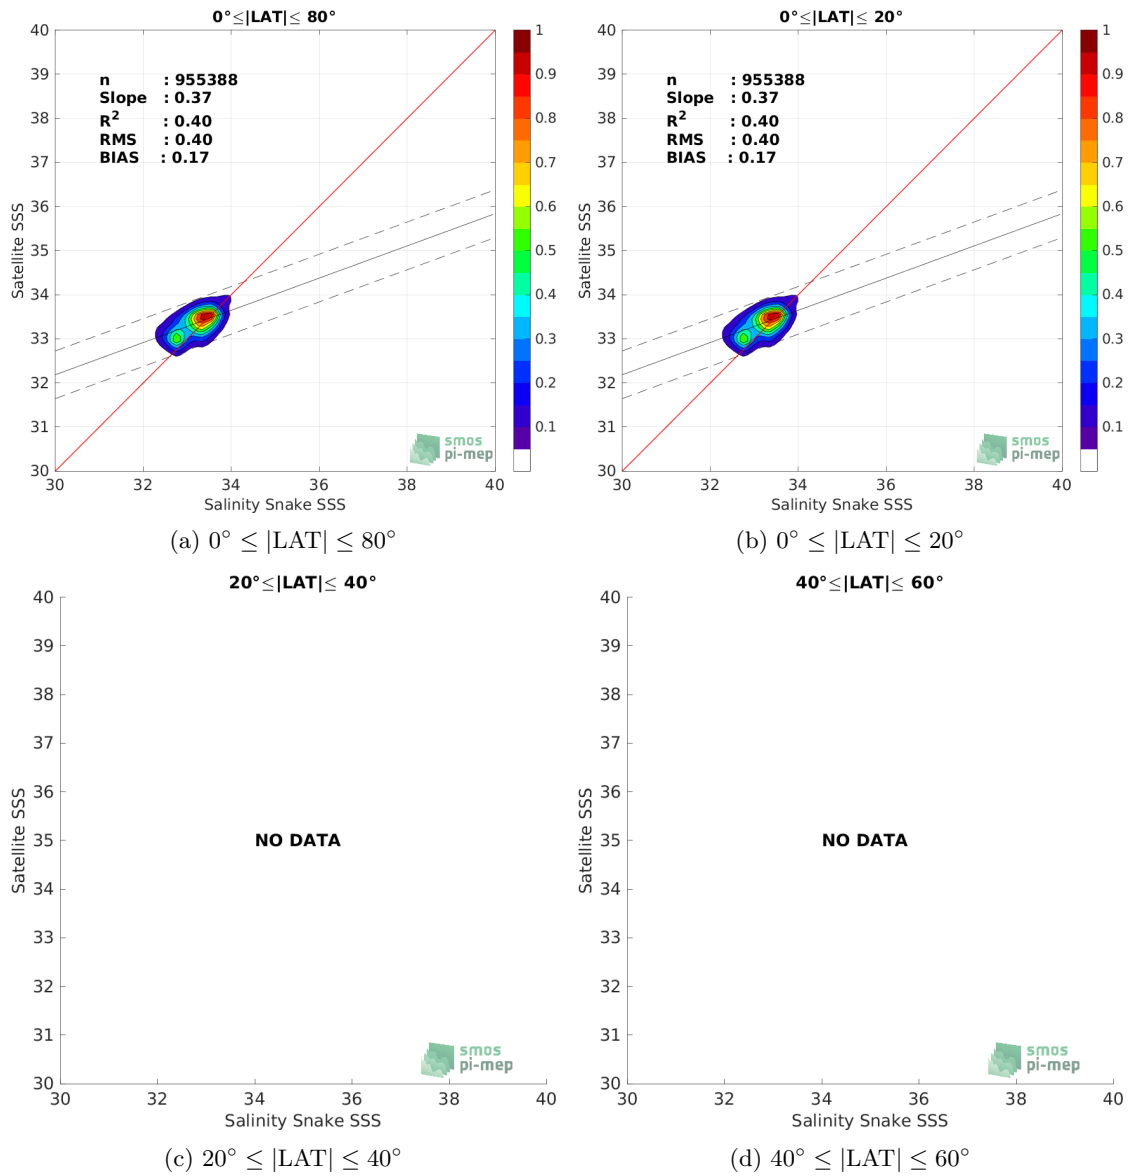 0°≤|LAT|≤ 80°
40
39
38
37
36
35
34
33
32
31
30
Satellite SSS
n : 955388
Slope : 0.37
R² : 0.40
RMS : 0.40
BIAS : 0.17
1
0.9
0.8
0.7
0.6
0.5
0.4
0.3
0.2
0.1
smos
pi-mep
30 32 34 36 38 40
Salinity Snake SSS
(a) 0° ≤ |LAT| ≤ 80°
0°≤|LAT|≤ 20°
40
39
38
37
36
35
34
33
32
31
30
Satellite SSS
n : 955388
Slope : 0.37
R² : 0.40
RMS : 0.40
BIAS : 0.17
1
0.9
0.8
0.7
0.6
0.5
0.4
0.3
0.2
0.1
smos
pi-mep
30 32 34 36 38 40
Salinity Snake SSS
(b) 0° ≤ |LAT| ≤ 20°
20°≤|LAT|≤ 40°
40
39
38
37
36
35
34
33
32
31
30
Satellite SSS
NO DATA
smos
pi-mep
30 32 34 36 38 40
Salinity Snake SSS
(c) 20° ≤ |LAT| ≤ 40°
40°≤|LAT|≤ 60°
40
39
38
37
36
35
34
33
32
31
30
Satellite SSS
NO DATA
smos
pi-mep
30 32 34 36 38 40
Salinity Snake SSS
(d) 40° ≤ |LAT| ≤ 60°